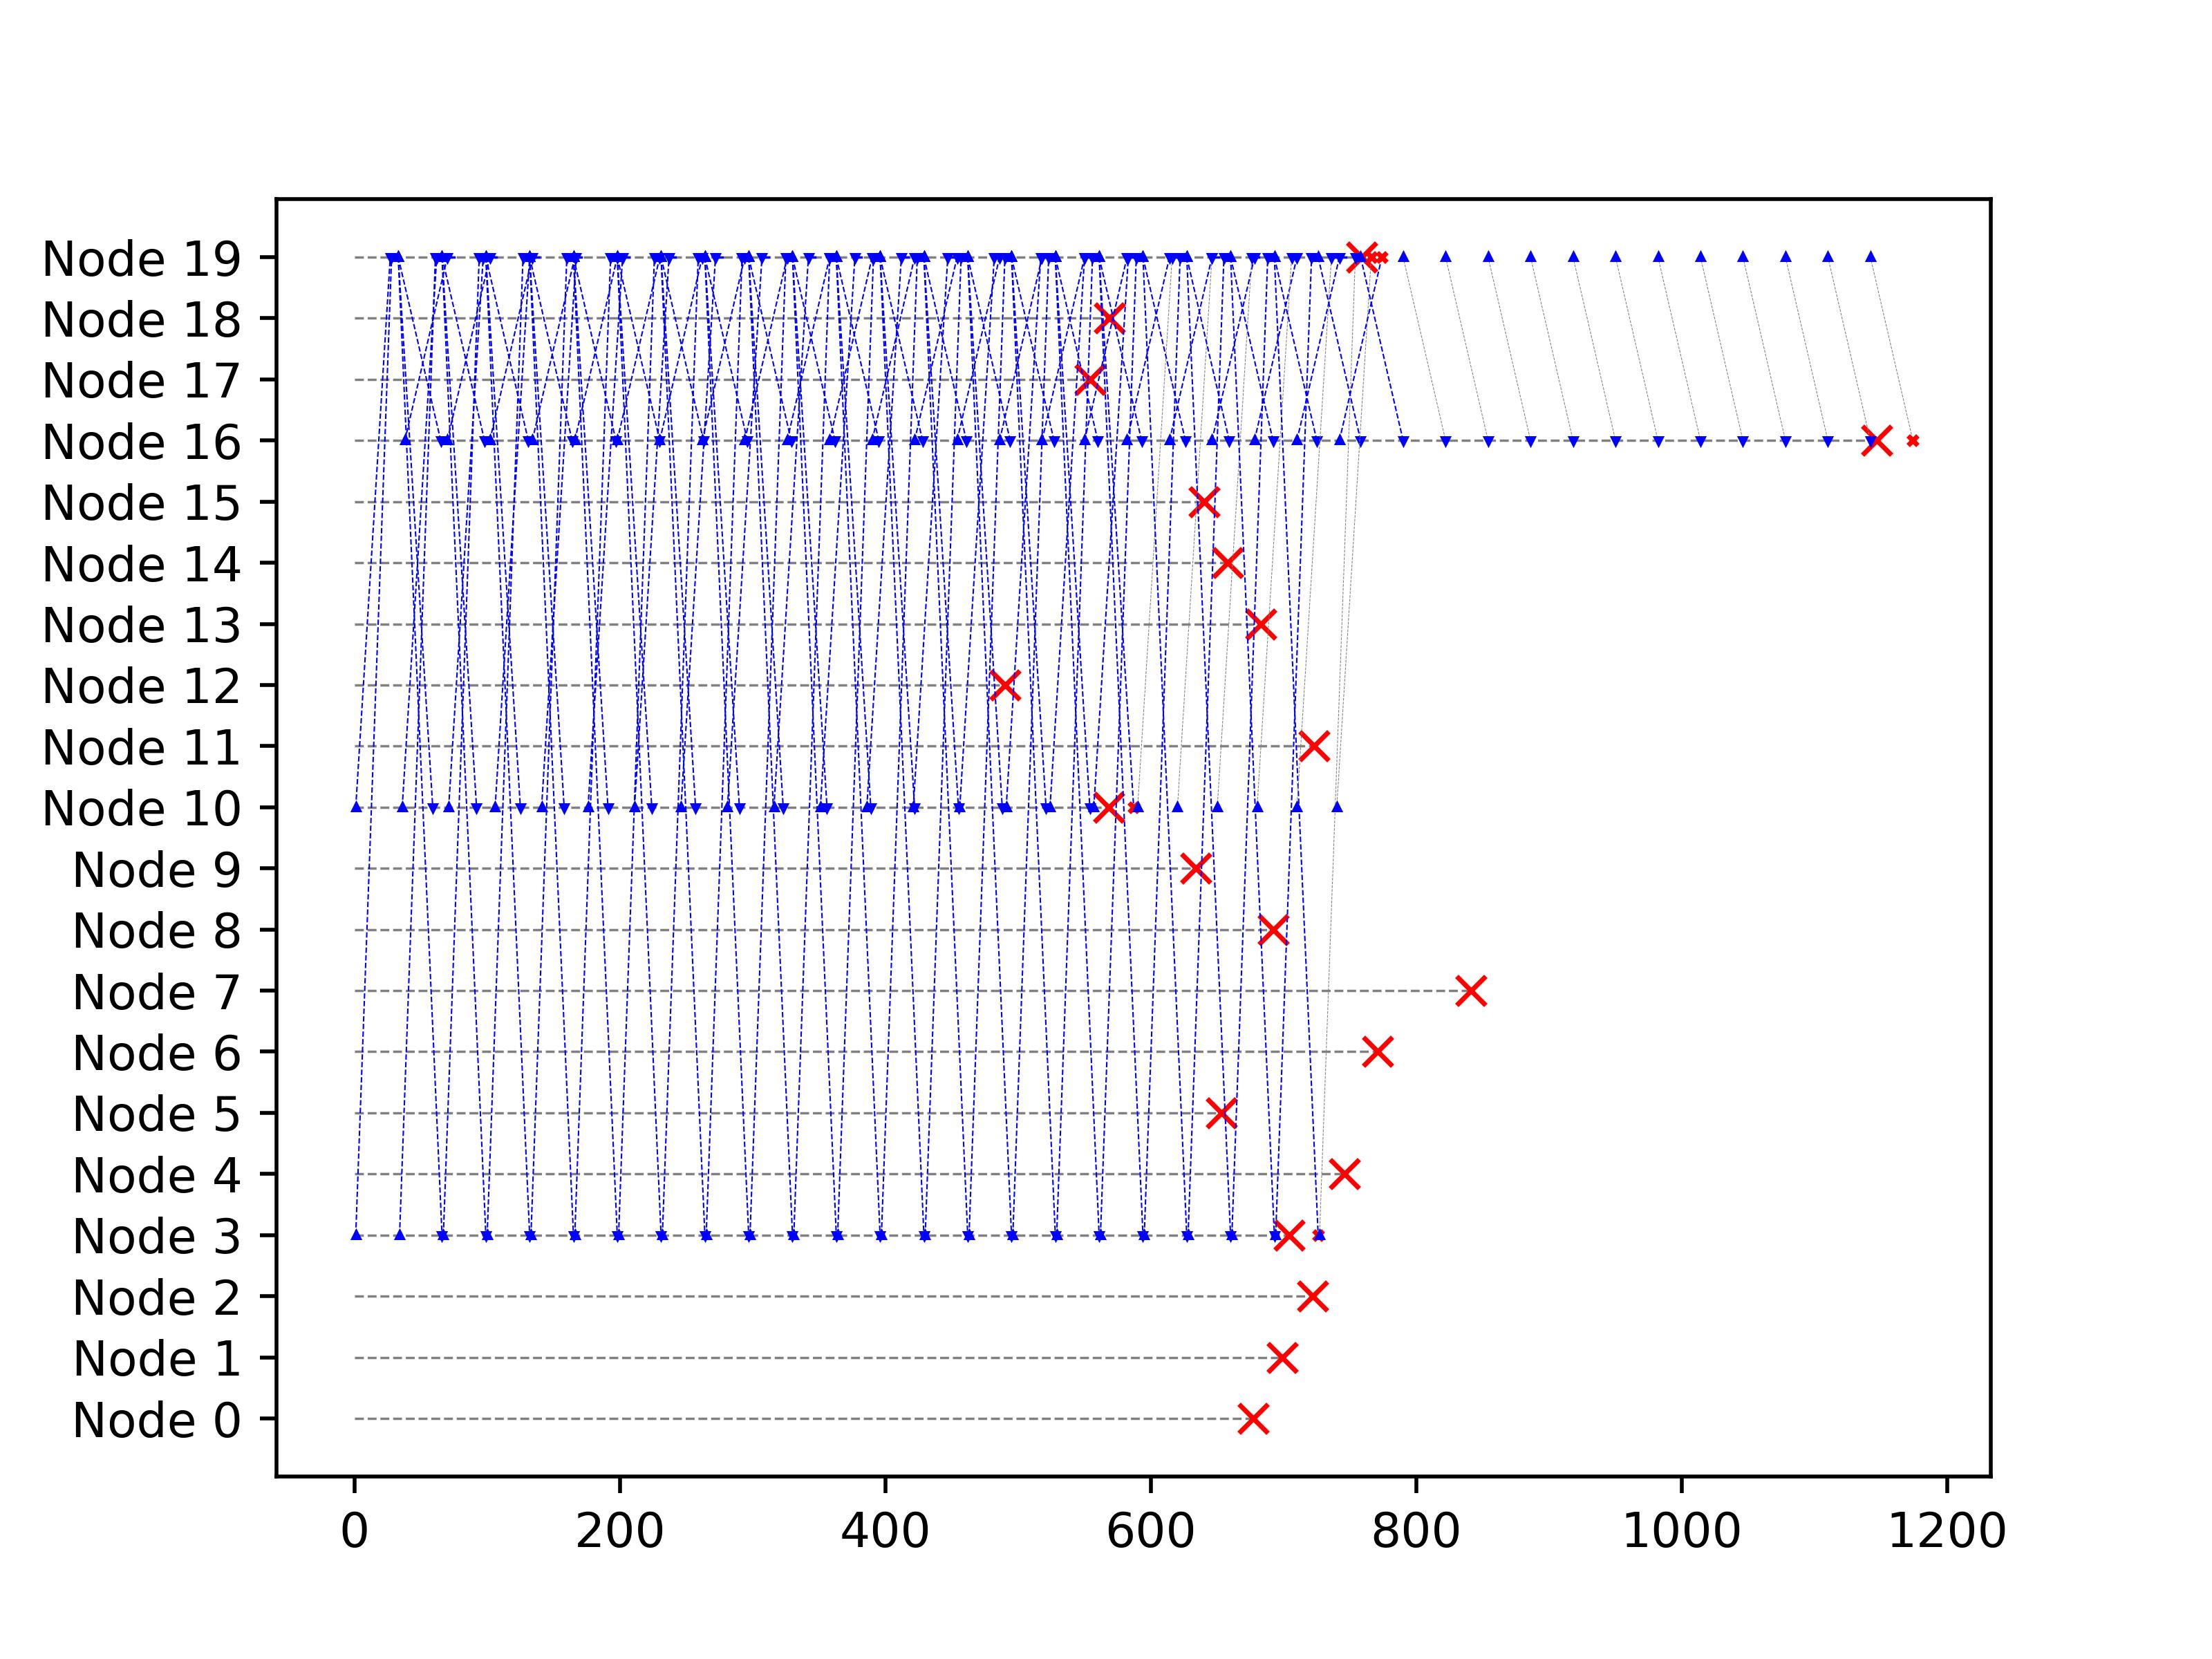 Node 19
Node 18
Node 17
Node 16
Node 15
Node 14
Node 13
Node 12
Node 11
Node 10
Node 9
Node 8
Node 7
Node 6
Node 5
Node 4
Node 3
Node 2
Node 1
Node 0
0 200 400 600 800 1000 1200